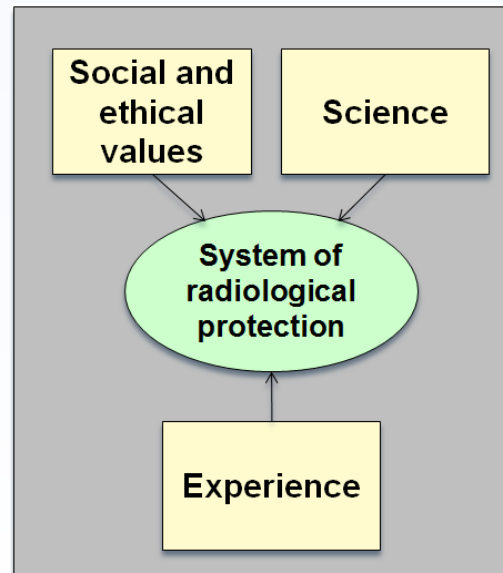 Social and
ethical
values
Science
System of
radiological
protection
Experience